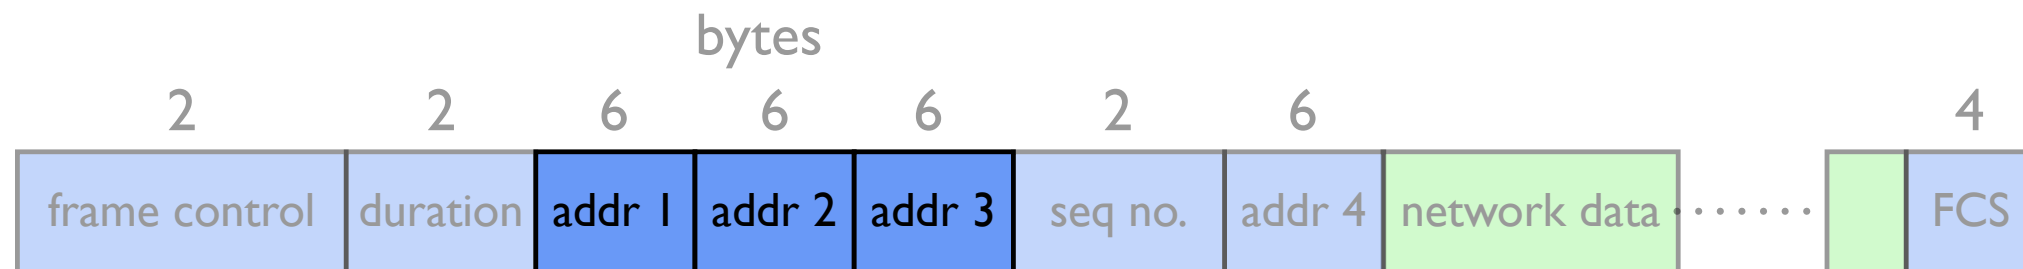 bytes
2 2 6 6 6 2 6 4
frame control duration addr 1 addr 2 addr 3 seq no. addr 4 network data FCS